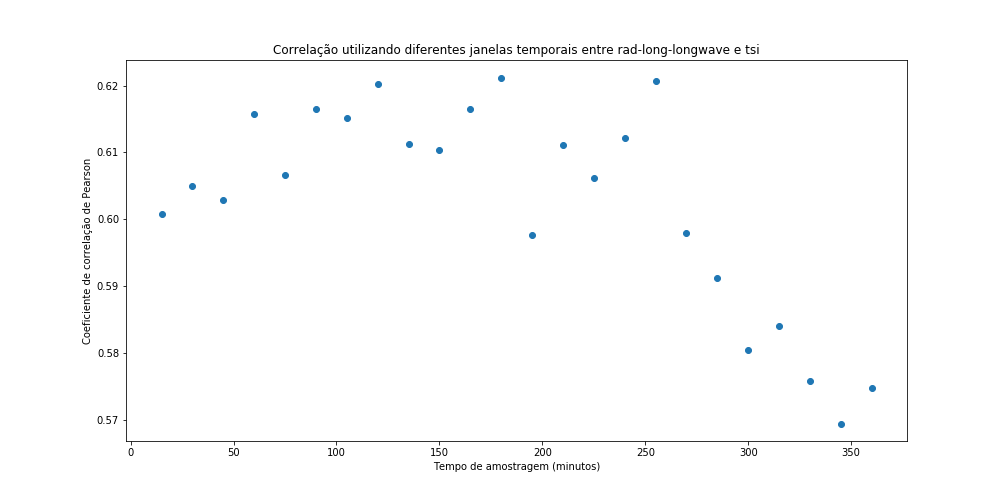 Correlação utilizando diferentes janelas temporais entre rad-long-longwave e tsi
Coeficiente de correlação de Pearson
0.62
0.61
0.60
0.59
0.58
0.57
0 50 100 150 200 250 300 350
Tempo de amostragem (minutos)